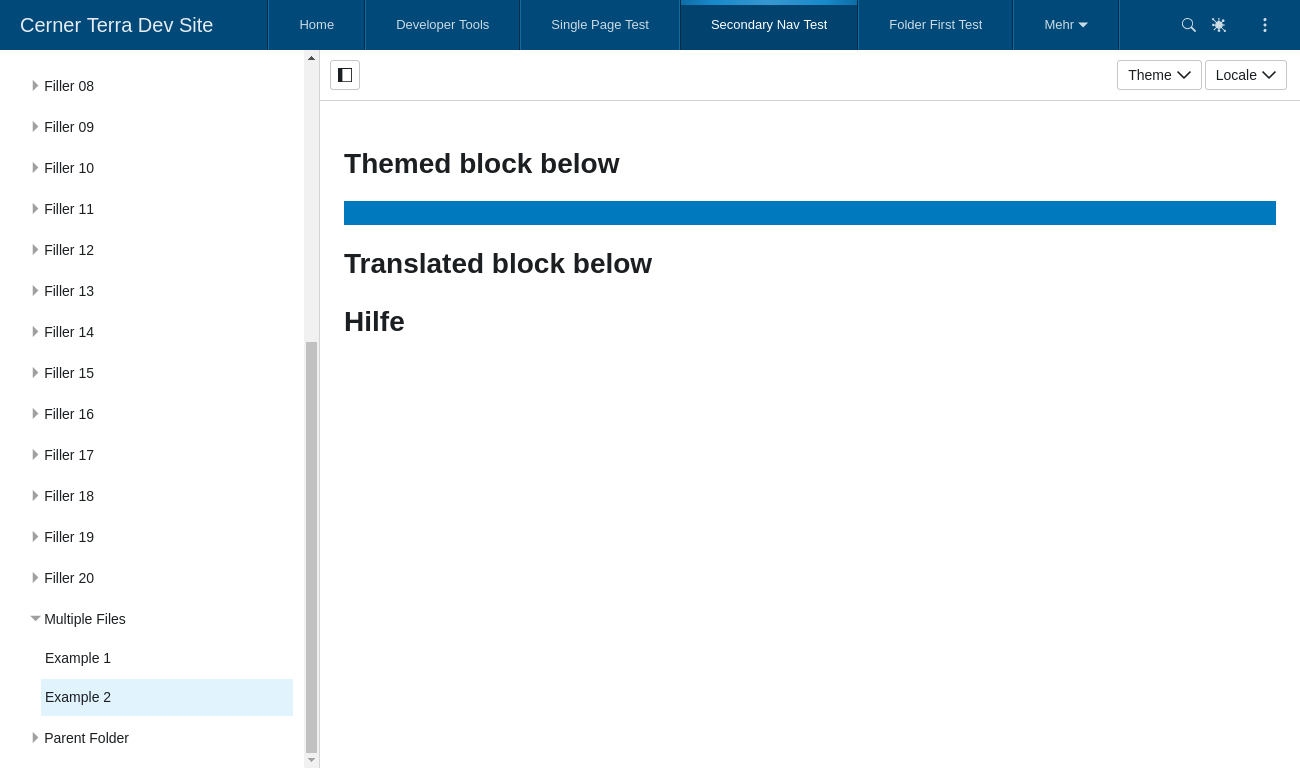 Cerner Terra Dev Site
Home
Developer Tools
Single Page Test
Secondary Nav Test
Folder First Test
Mehr
Filler 08
Filler 09
Filler 10
Filler 11
Filler 12
Filler 13
Filler 14
Filler 15
Filler 16
Filler 17
Filler 18
Filler 19
Filler 20
Multiple Files
Example 1
Example 2
Parent Folder
Theme
Locale
Themed block below
Translated block below
Hilfe